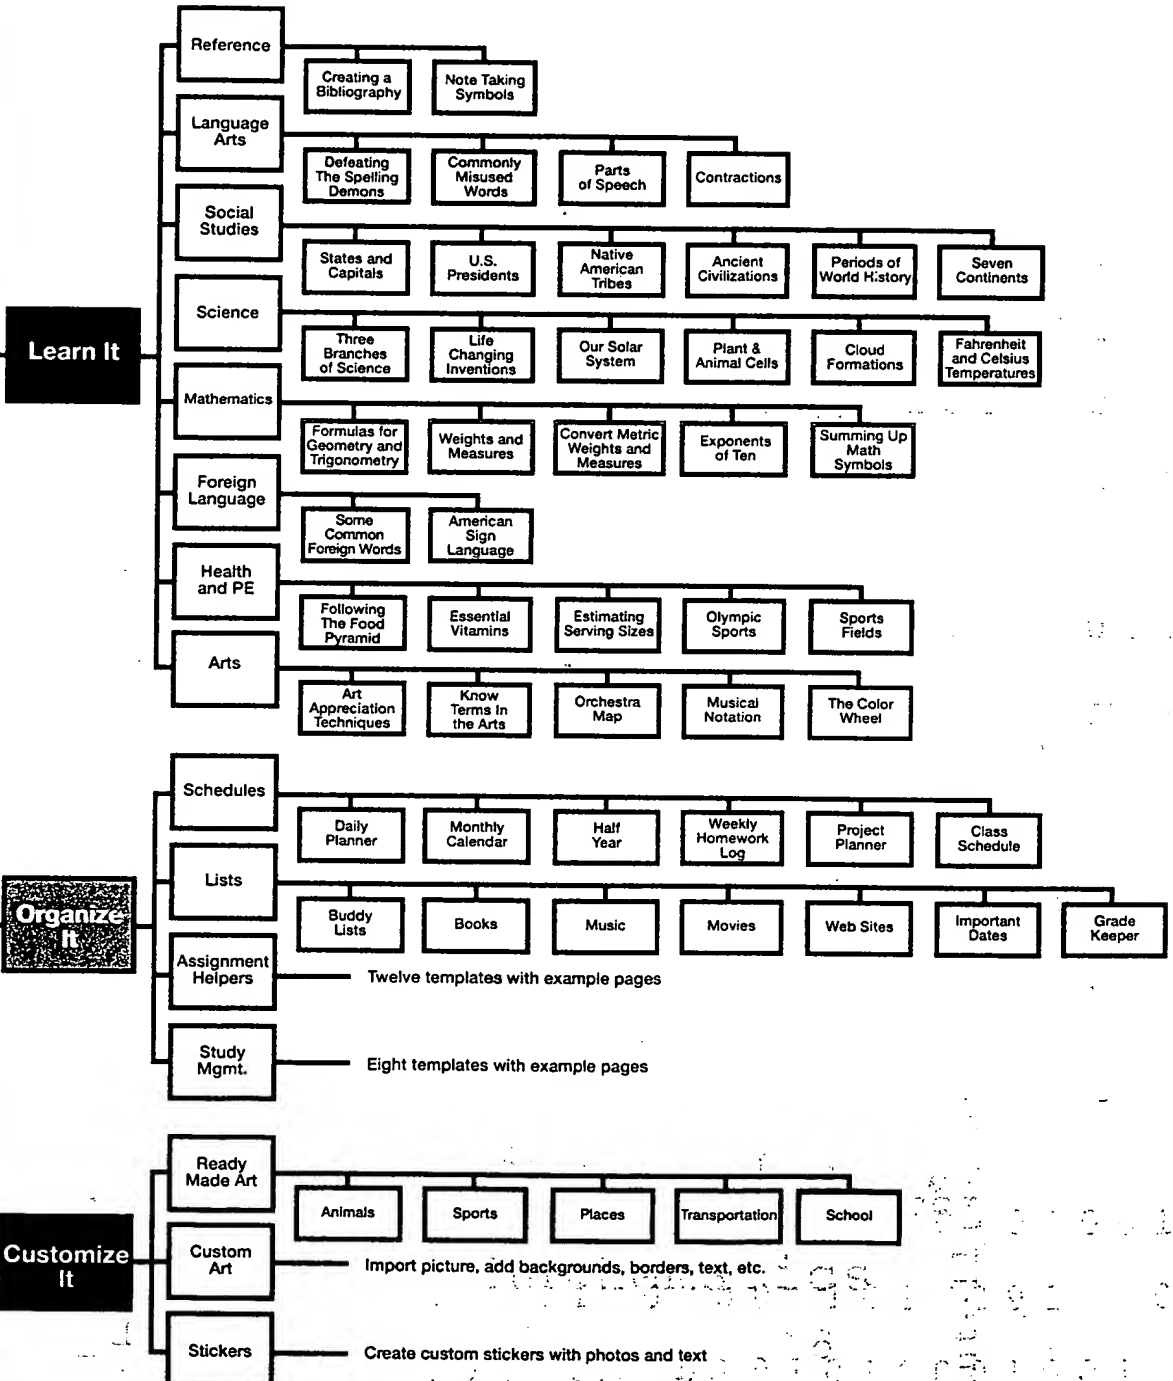 Reference
Creating a
Bibliography
Note Taking
Symbols
Language
Arts
Defeating
The Spelling
Demons
Commonly
Misused
Words
Parts
of Speech
Contractions
Social
Studies
States and
Capitals
U.S.
Presidents
Native
American
Tribes
Ancient
Civilizations
Periods of
World History
Seven
Continents
Learn It
Science
Three
Branches
of Science
Life
Changing
Inventions
Our Solar
System
Plant &
Animal Cells
Cloud
Formations
Fahrenheit
and Celsius
Temperatures
Mathematics
Formulas for
Geometry and
Trigonometry
Weights and
Measures
Convert Metric
Weights and
Measures
Exponents
of Ten
Summing Up
Math
Symbols
Foreign
Language
Some
Common
Foreign Words
American
Sign
Language
Health
and PE
Following
The Food
Pyramid
Essential
Vitamins
Estimating
Serving Sizes
Olympic
Sports
Sports
Fields
Arts
Art
Appreciation
Techniques
Know
Terms In
the Arts
Orchestra
Map
Musical
Notation
The Color
Wheel
Schedules
Daily
Planner
Monthly
Calendar
Half
Year
Weekly
Homework
Log
Project
Planner
Class
Schedule
Lists
Buddy
Lists
Books
Music
Movies
Web Sites
Important
Dates
Grade
Keeper
Organize
It
Assignment
Helpers
Twelve templates with example pages
Study
Mgmt.
Eight templates with example pages
Ready
Made Art
Animals
Sports
Places
Transportation
School
Customize
It
Custom
Art
Import picture, add backgrounds, borders, text, etc.
Stickers
Create custom stickers with photos and text